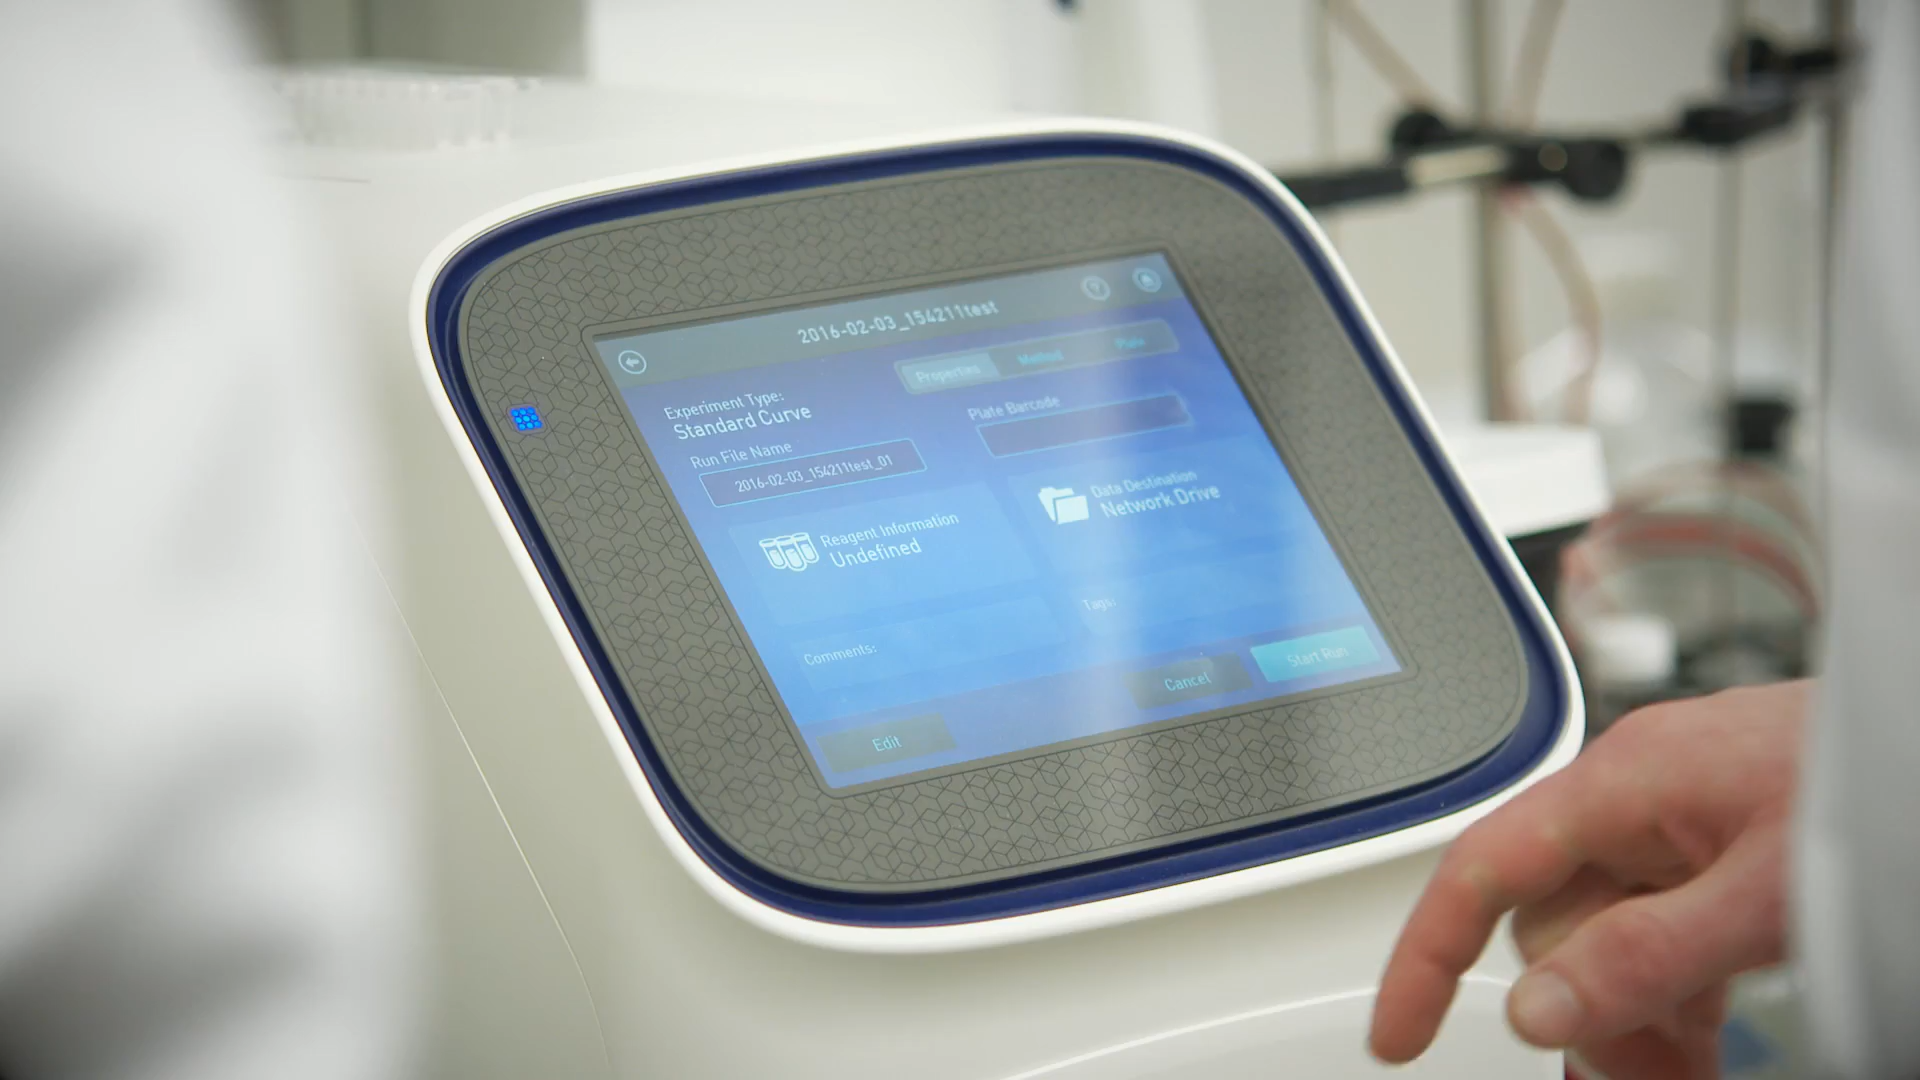 2016-02-03_154211test
Properties
Method
Plate
Experiment Type:
Standard Curve
Plate Barcode
Run File Name
2016-02-03_154211test_01
Reagent Information
Undefined
Data Destination
Network Drive
Comments:
Tags:
Edit
Cancel
Start Run